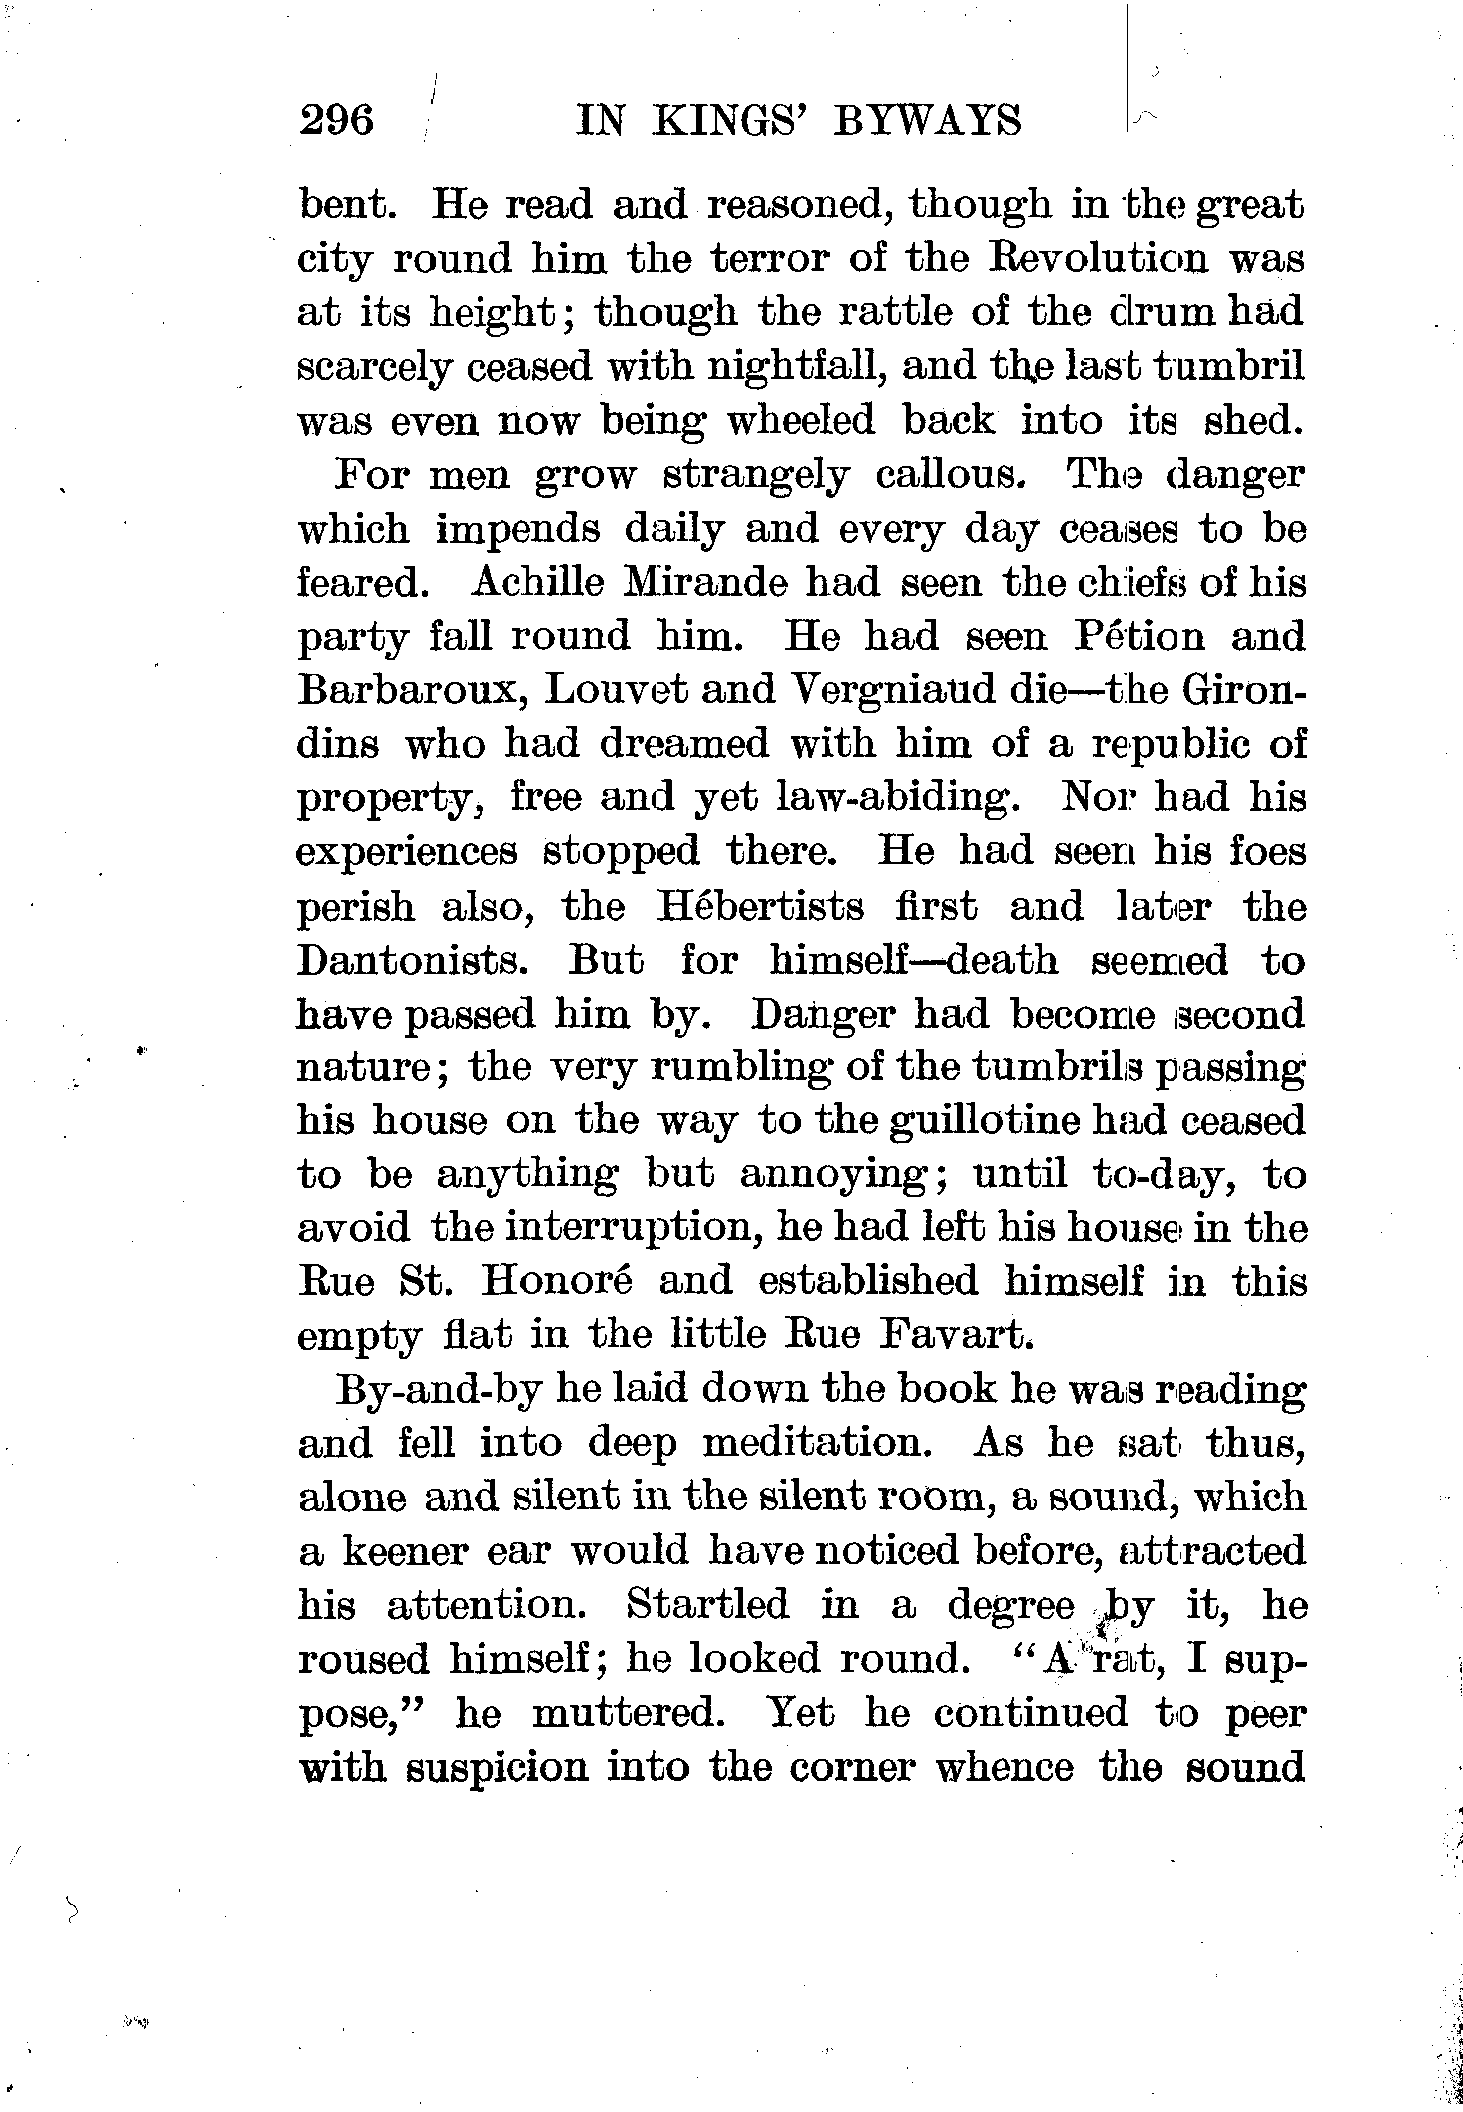 296 IN KINGS' BYWAYS
bent. He read and reasoned, though in the great
city round him the terror of the Revolution was
at its height; though the rattle of the drum had
scarcely ceased with nightfall, and the last tumbril
was even now being wheeled back into its shed.
For men grow strangely callous. The danger
which impends daily and every day ceases to be
feared. Achille Mirande had seen the chiefs of his
party fall round him. He had seen Pétion and
Barbaroux, Louvet and Vergniaud die—the Giron-
dins who had dreamed with him of a republic of
property, free and yet law-abiding. Nor had his
experiences stopped there. He had seen his foes
perish also, the Hébertists first and later the
Dantonists. But for himself—death seemed to
have passed him by. Danger had become second
nature; the very rumbling of the tumbrils passing
his house on the way to the guillotine had ceased
to be anything but annoying; until to-day, to
avoid the interruption, he had left his house in the
Rue St. Honoré and established himself in this
empty flat in the little Rue Favart.
By-and-by he laid down the book he was reading
and fell into deep meditation. As he sat thus,
alone and silent in the silent room, a sound, which
a keener ear would have noticed before, attracted
his attention. Startled in a degree by it, he
roused himself; he looked round. "A rat, I sup-
pose," he muttered. Yet he continued to peer
with suspicion into the corner whence the sound